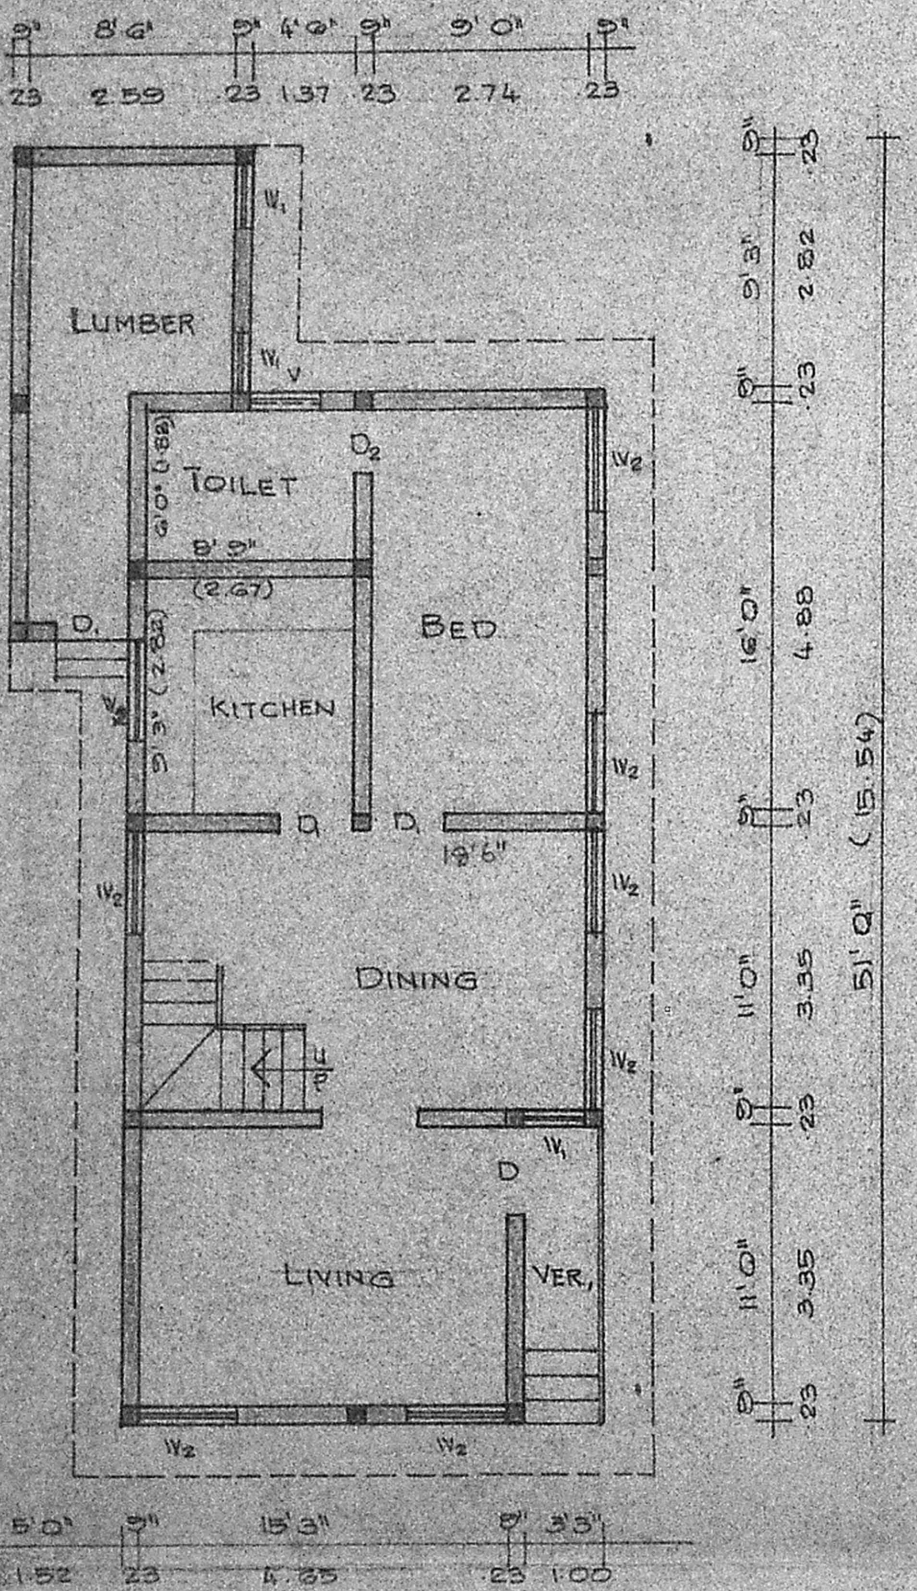 9" 8'6" 9" 4'6" 9" 9'0" 9"
23 2.59 .23 1.37 .23 2.74 .23
9" .23
W1
9'3" 2.82
LUMBER
W1 V
9" .23
D2
W2
6'0" (1.82)
TOILET
8'9"
(2.67)
16'0" 4.88
D.
BED
9'3" (2.82)
KITCHEN
V
W2
D1 D1
9" .23
18'6"
W2 W2
51'0" (15.54)
DINING
11'0" 3.35
UP
W2
9" .23
W1
D
LIVING
VER,
11'0" 3.35
9" .23
W2 W2
5'0" 9" 15'3" 9" 3'3"
1.52 23 4.65 .23 1.00